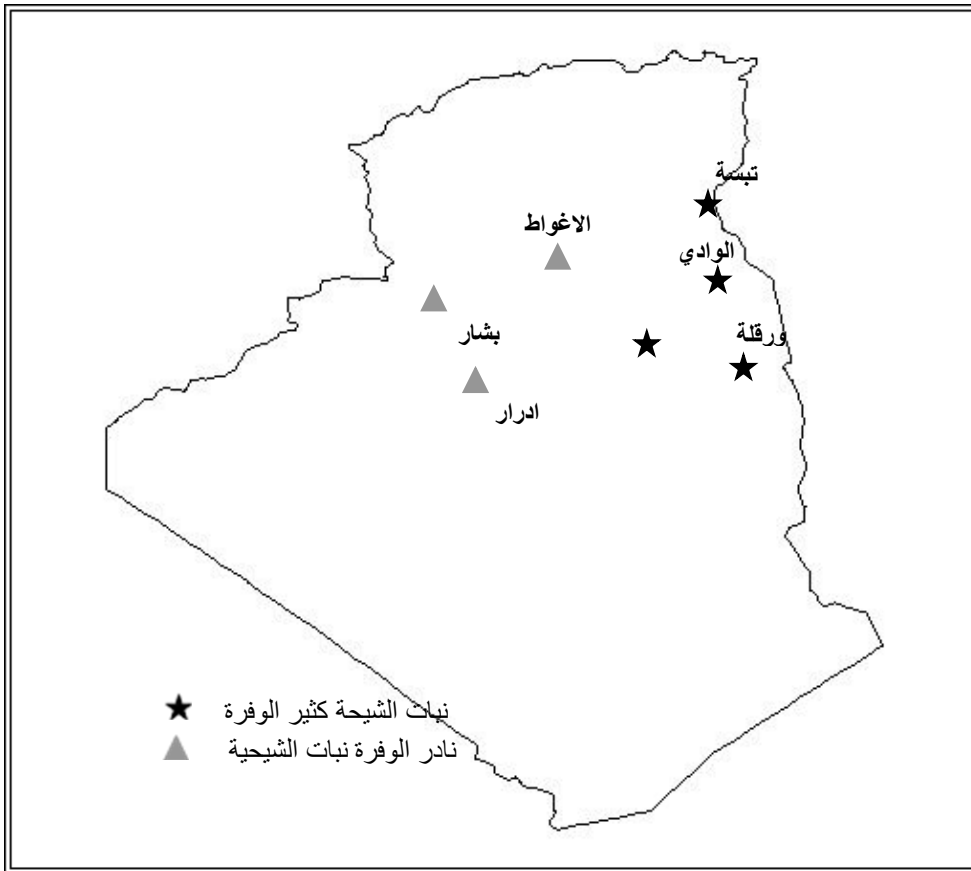 تبسة
الاغواط
الوادي
بشار
ورقلة
ادرار
نبات الشيحة كثير الوفرة
نادر الوفرة نبات الشيحية